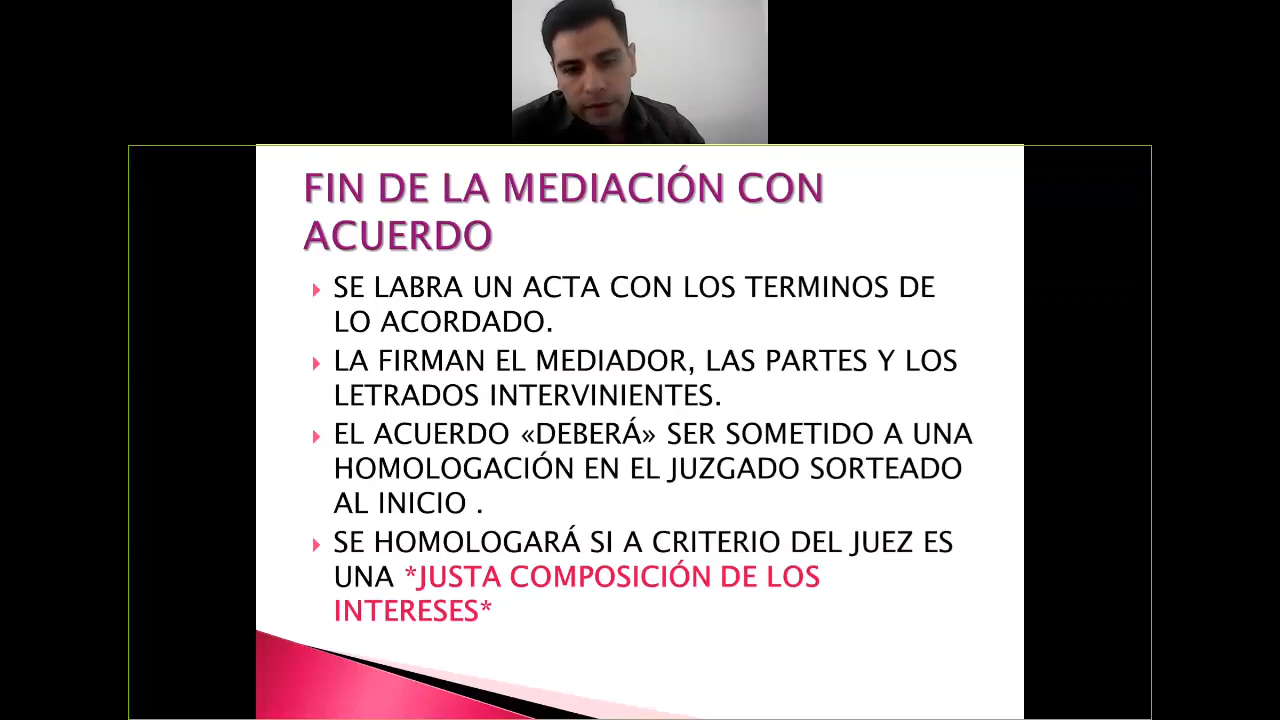 FIN DE LA MEDIACIÓN CON
ACUERDO
SE LABRA UN ACTA CON LOS TERMINOS DE
LO ACORDADO.
LA FIRMAN EL MEDIADOR, LAS PARTES Y LOS
LETRADOS INTERVINIENTES.
EL ACUERDO «DEBERÁ» SER SOMETIDO A UNA
HOMOLOGACIÓN EN EL JUZGADO SORTEADO
AL INICIO .
SE HOMOLOGARÁ SI A CRITERIO DEL JUEZ ES
UNA *JUSTA COMPOSICIÓN DE LOS
INTERESES*